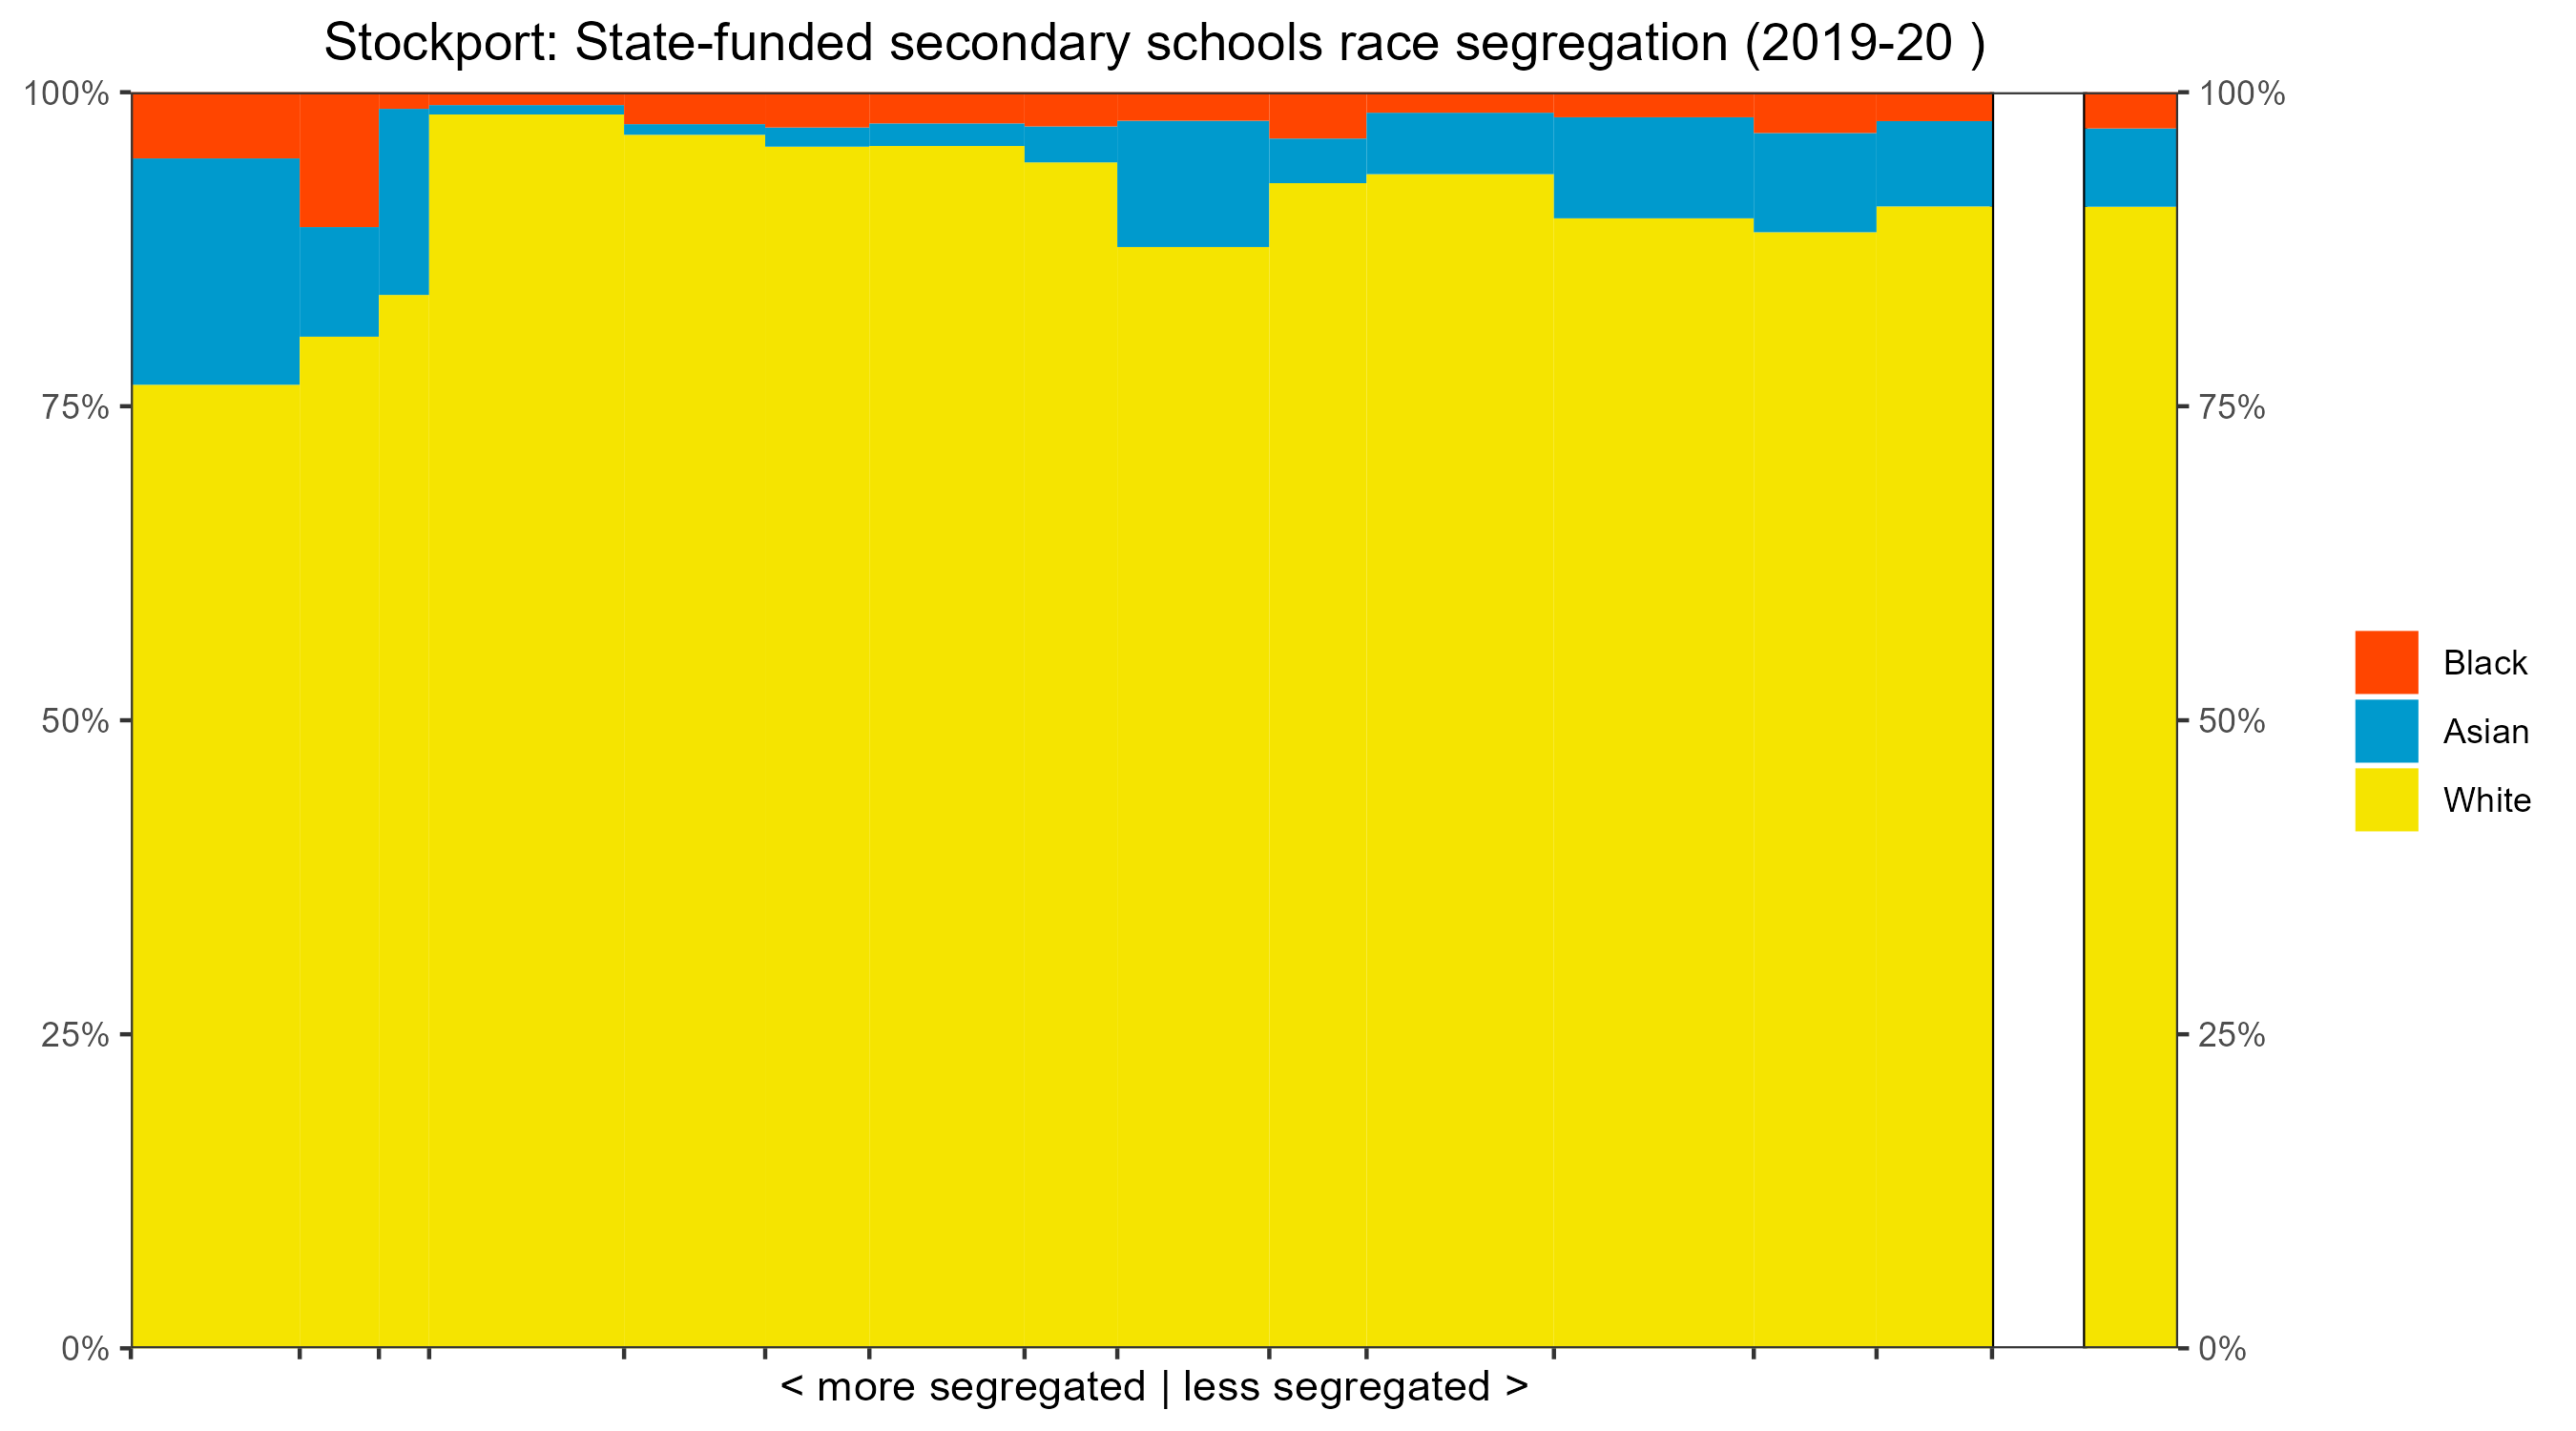 Stockport: State-funded secondary schools race segregation (2019-20 )
100%
75%
50%
25%
0%
100%
75%
50%
25%
0%
Black
Asian
White
< more segregated | less segregated >